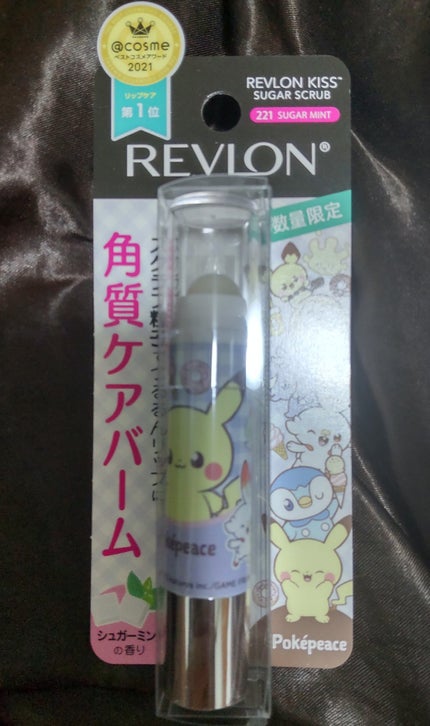 @cosme
ベストコスメアワード
2021
リップケア
第1位
REVLON KISS™
SUGAR SCRUB
221 SUGAR MINT
REVLON®
数量限定
角質ケアバーム
oképeace
シュガーミン
の香り
Poképeace